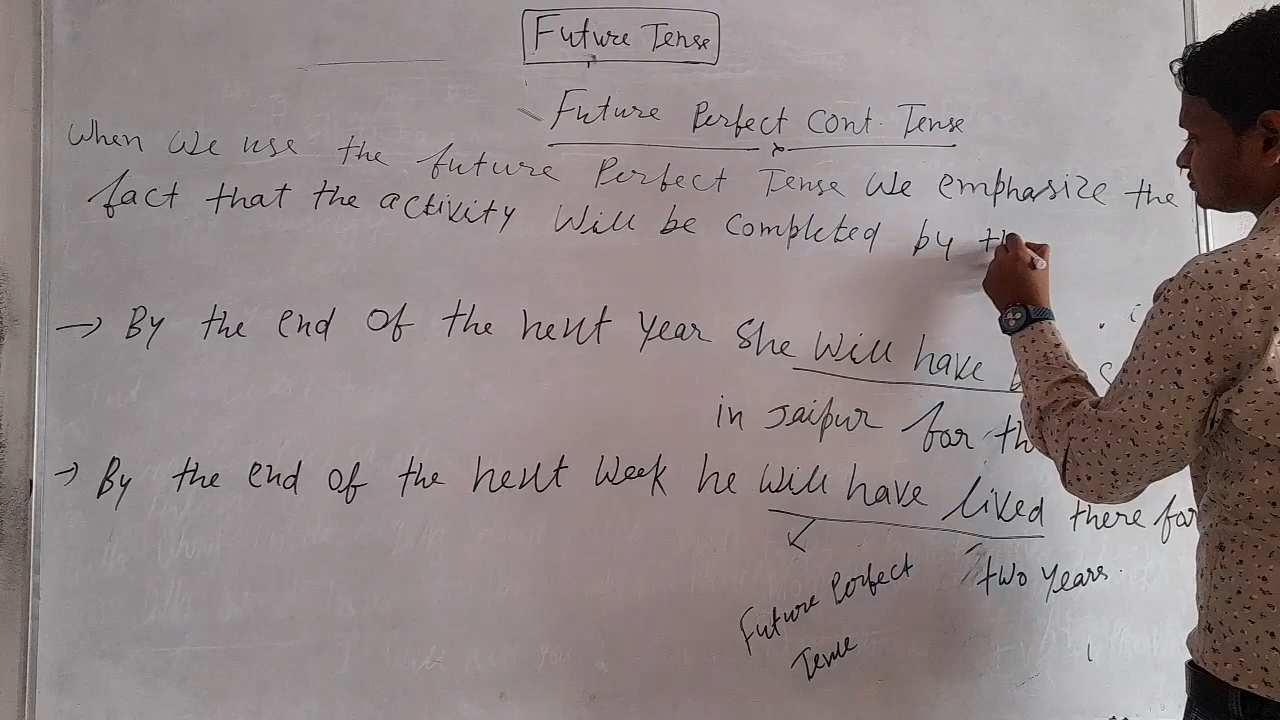 Future Tense
Future Perfect Cont. Tense
When We use the future Perfect Tense We emphasize the
fact that the activity Will be Completed by th
→ By the end of the next year She Will have
in Jaipur for th
→ By the end of the next Week he Will have lived there for
two years.
Future Perfect
Tense